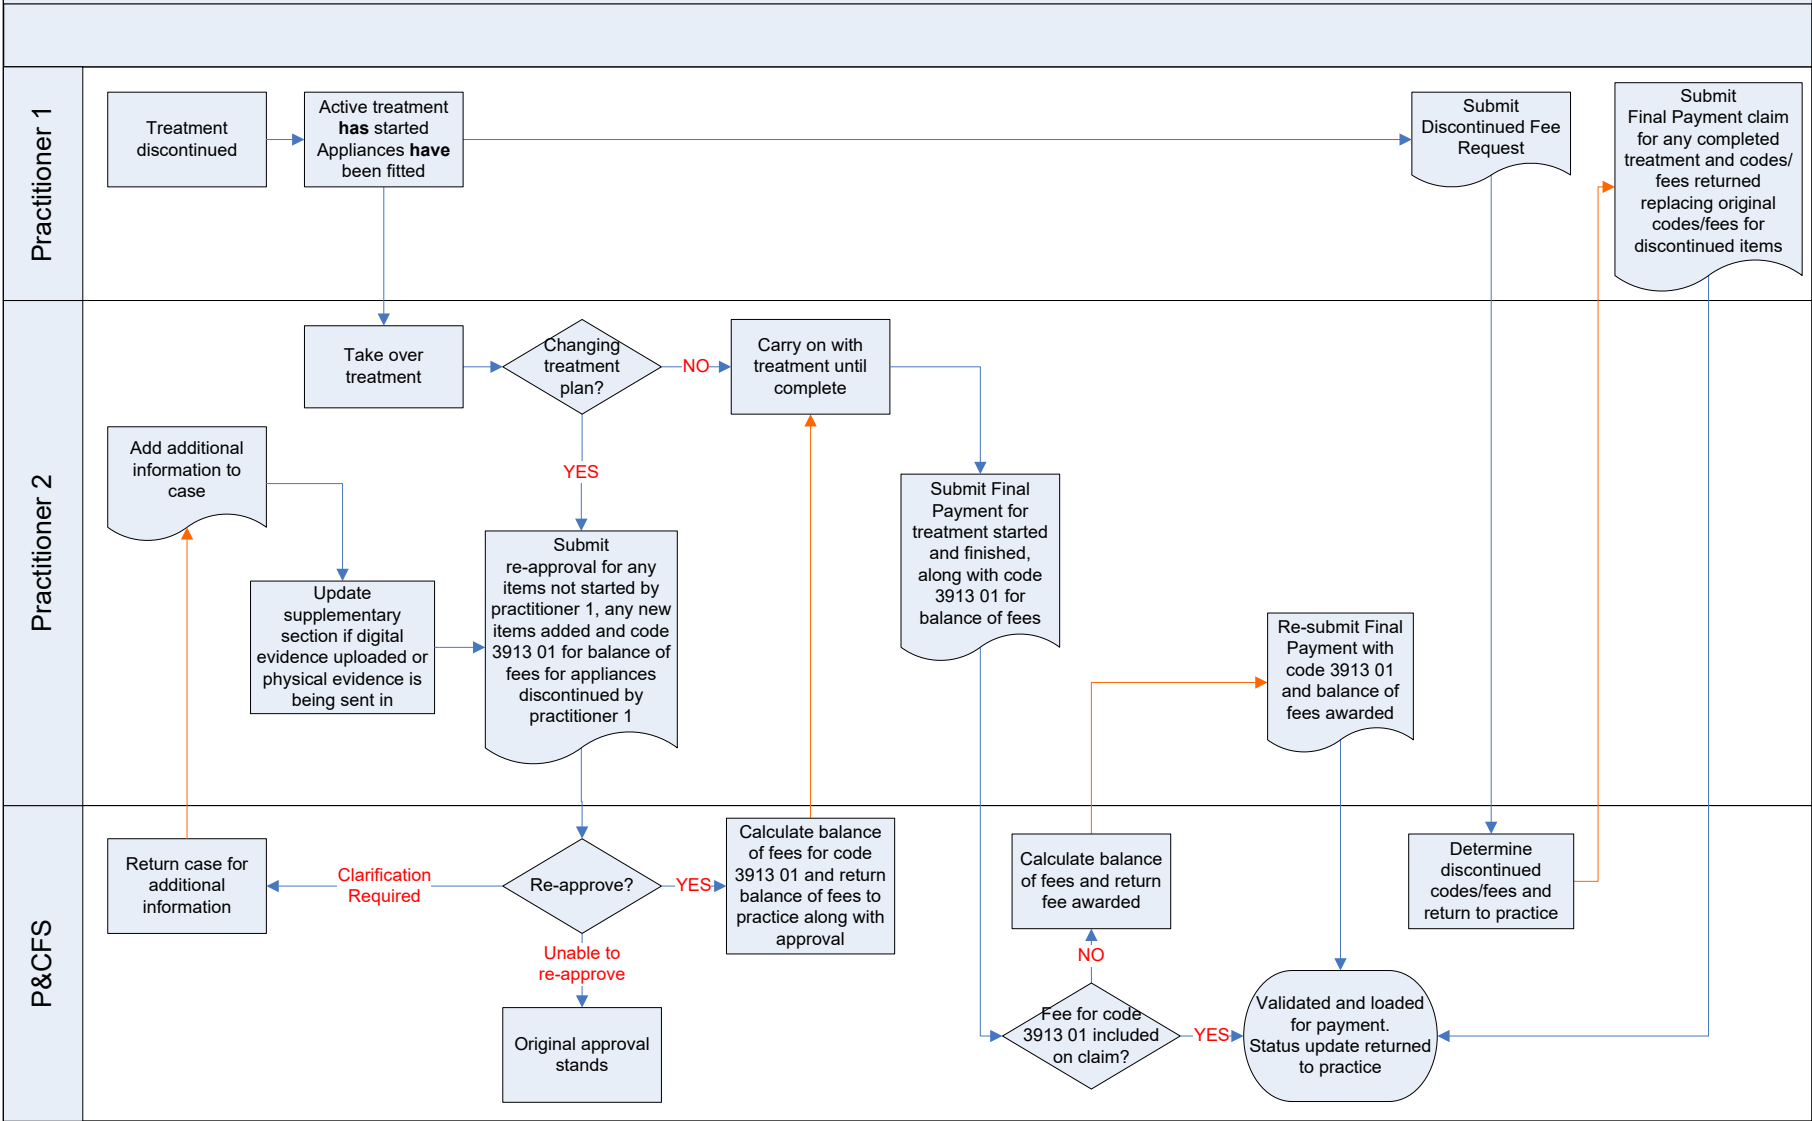 Practitioner 1
Treatment
discontinued
Active treatment
has started
Appliances have
been fitted
Submit
Discontinued Fee
Request
Submit
Final Payment claim
for any completed
treatment and codes/
fees returned
replacing original
codes/fees for
discontinued items
Practitioner 2
Take over
treatment
Changing
treatment
plan?
NO
Carry on with
treatment until
complete
YES
Add additional
information to
case
Update
supplementary
section if digital
evidence uploaded or
physical evidence is
being sent in
Submit
re-approval for any
items not started by
practitioner 1, any new
items added and code
3913 01 for balance of
fees for appliances
discontinued by
practitioner 1
Submit Final
Payment for
treatment started
and finished,
along with code
3913 01 for
balance of fees
Re-submit Final
Payment with
code 3913 01
and balance of
fees awarded
P&CFS
Return case for
additional
information
Clarification
Required
Re-approve?
YES
Calculate balance
of fees for code
3913 01 and return
balance of fees to
practice along with
approval
Unable to
re-approve
Original approval
stands
Calculate balance
of fees and return
fee awarded
NO
Fee for code
3913 01 included
on claim?
YES
Validated and loaded
for payment.
Status update returned
to practice
Determine
discontinued
codes/fees and
return to practice